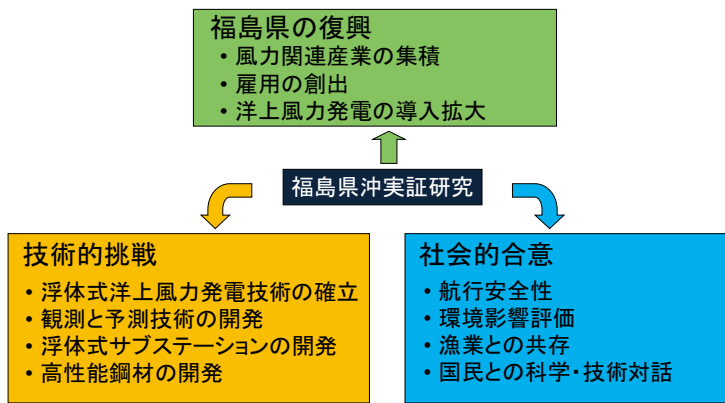 福島県の復興
・風力関連産業の集積
・雇用の創出
・洋上風力発電の導入拡大
福島県沖実証研究
技術的挑戦
・浮体式洋上風力発電技術の確立
・観測と予測技術の開発
・浮体式サブステーションの開発
・高性能鋼材の開発
社会的合意
・航行安全性
・環境影響評価
・漁業との共存
・国民との科学・技術対話